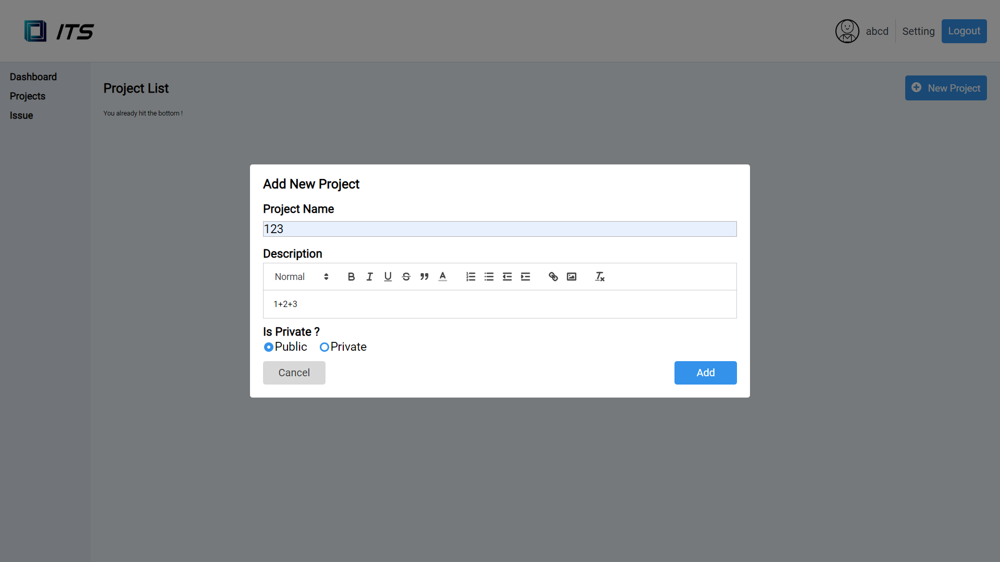 ITS
abcd
Setting
Logout
Dashboard
Projects
Issue
Project List
New Project
You already hit the bottom !
Add New Project
Project Name
123
Description
Normal
1+2+3
Is Private ?
Public
Private
Cancel
Add